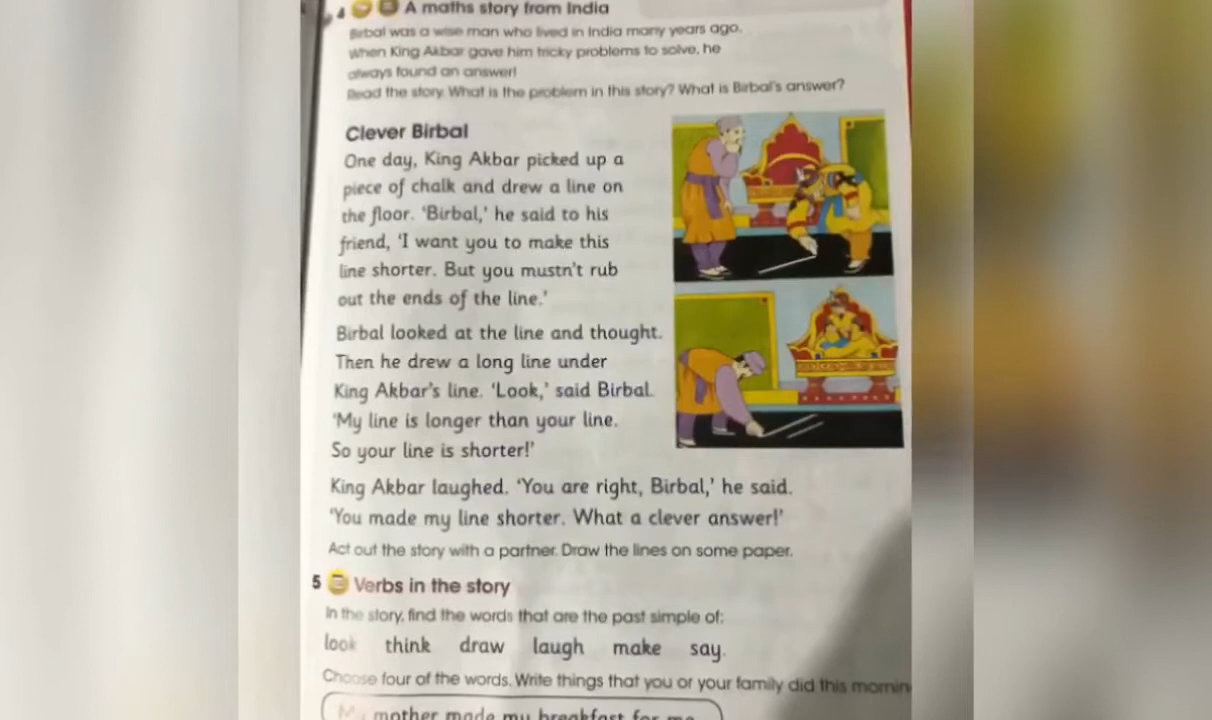 4 A maths story from India
Birbal was a wise man who lived in India many years ago.
When King Akbar gave him tricky problems to solve, he
always found an answer!
Read the story. What is the problem in this story? What is Birbal's answer?
Clever Birbal
One day, King Akbar picked up a
piece of chalk and drew a line on
the floor. 'Birbal,' he said to his
friend, 'I want you to make this
line shorter. But you mustn't rub
out the ends of the line.'
Birbal looked at the line and thought.
Then he drew a long line under
King Akbar's line. 'Look,' said Birbal.
'My line is longer than your line.
So your line is shorter!'
King Akbar laughed. 'You are right, Birbal,' he said.
'You made my line shorter. What a clever answer!'
Act out the story with a partner. Draw the lines on some paper.
5 Verbs in the story
In the story, find the words that are the past simple of:
look think draw laugh make say.
Choose four of the words. Write things that you or your family did this mornin
My mother made my breakfast for me